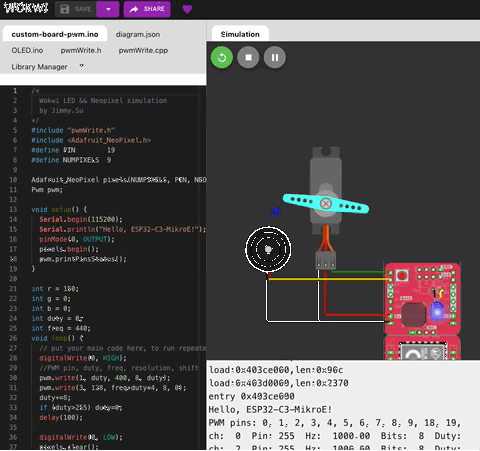 WOKWi
SAVE
SHARE
custom-board-pwm.ino
diagram.json
OLED.ino
pwmWrite.h
pwmWrite.cpp
Library Manager
Simulation
1 /*
2 Wokwi LED && Neopixel simulation
3 by Jimmy.Su
4 */
5 #include "pwmWrite.h"
6 #include <Adafruit_NeoPixel.h>
7 #define PIN 19
8 #define NUMPIXELS 9
9
10 Adafruit_NeoPixel pixels(NUMPIXELS, PIN, NEO
11 Pwm pwm;
12
13 void setup() {
14 Serial.begin(115200);
15 Serial.println("Hello, ESP32-C3-MikroE!");
16 pinMode(0, OUTPUT);
17 pixels.begin();
18 pwm.printPinsStatus();
19 }
20
21 int r = 180;
22 int g = 0;
23 int b = 0;
24 int duty = 0;
25 int freq = 440;
26 void loop() {
27 // put your main code here, to run repeate
28 digitalWrite(0, HIGH);
29 //PWM pin, duty, freq, resolution, shift
30 pwm.write(1, duty, 400, 8, duty);
31 pwm.write(3, 128, freq+duty*4, 8, 0);
32 duty+=8;
33 if (duty>255) duty=0;
34 delay(100);
35
36 digitalWrite(0, LOW);
37 pixels.clear();
load:0x403ce000,len:0x90c
load:0x403d0000,len:0x2370
entry 0x403ce000
Hello, ESP32-C3-MikroE!
PWM pins: 0, 1, 2, 3, 4, 5, 6, 7, 8, 9, 18, 19,
ch: 0 Pin: 255 Hz: 1000.00 Bits: 8 Duty:
ch: 2 Pin: 255 Hz: 1000.00 Bits: 8 Duty: